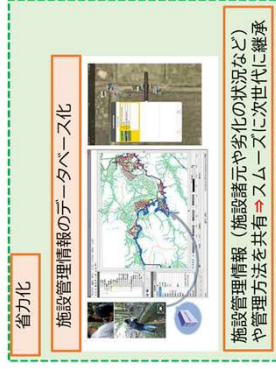 省力化
施設管理情報のデータベース化
施設管理情報（施設諸元や劣化の状況など）
や管理方法を共有⇒スムーズに次世代に継承